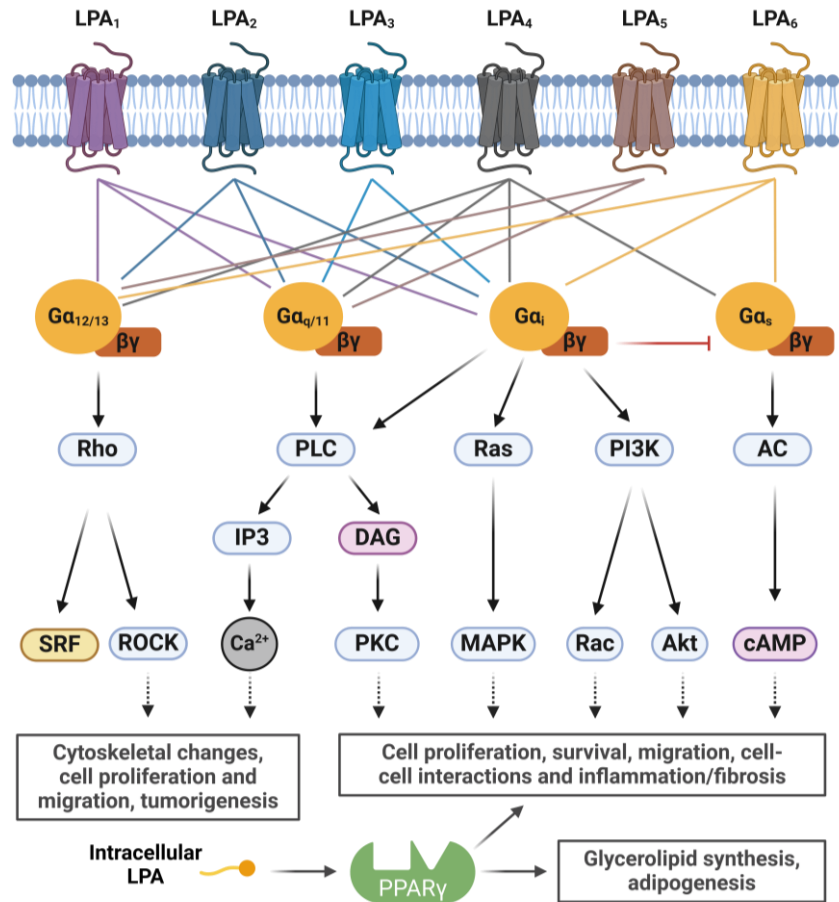 LPA₁ LPA₂ LPA₃ LPA₄ LPA₅ LPA₆
Gα₁₂/₁₃ βγ Gαq/₁₁ βγ Gαᵢ βγ Gαₛ βγ
Rho PLC Ras PI3K AC
IP3 DAG
SRF ROCK Ca²⁺ PKC MAPK Rac Akt cAMP
Cytoskeletal changes,
cell proliferation and
migration, tumorigenesis
Cell proliferation, survival, migration, cell-
cell interactions and inflammation/fibrosis
Intracellular
LPA
PPARγ
Glycerolipid synthesis,
adipogenesis